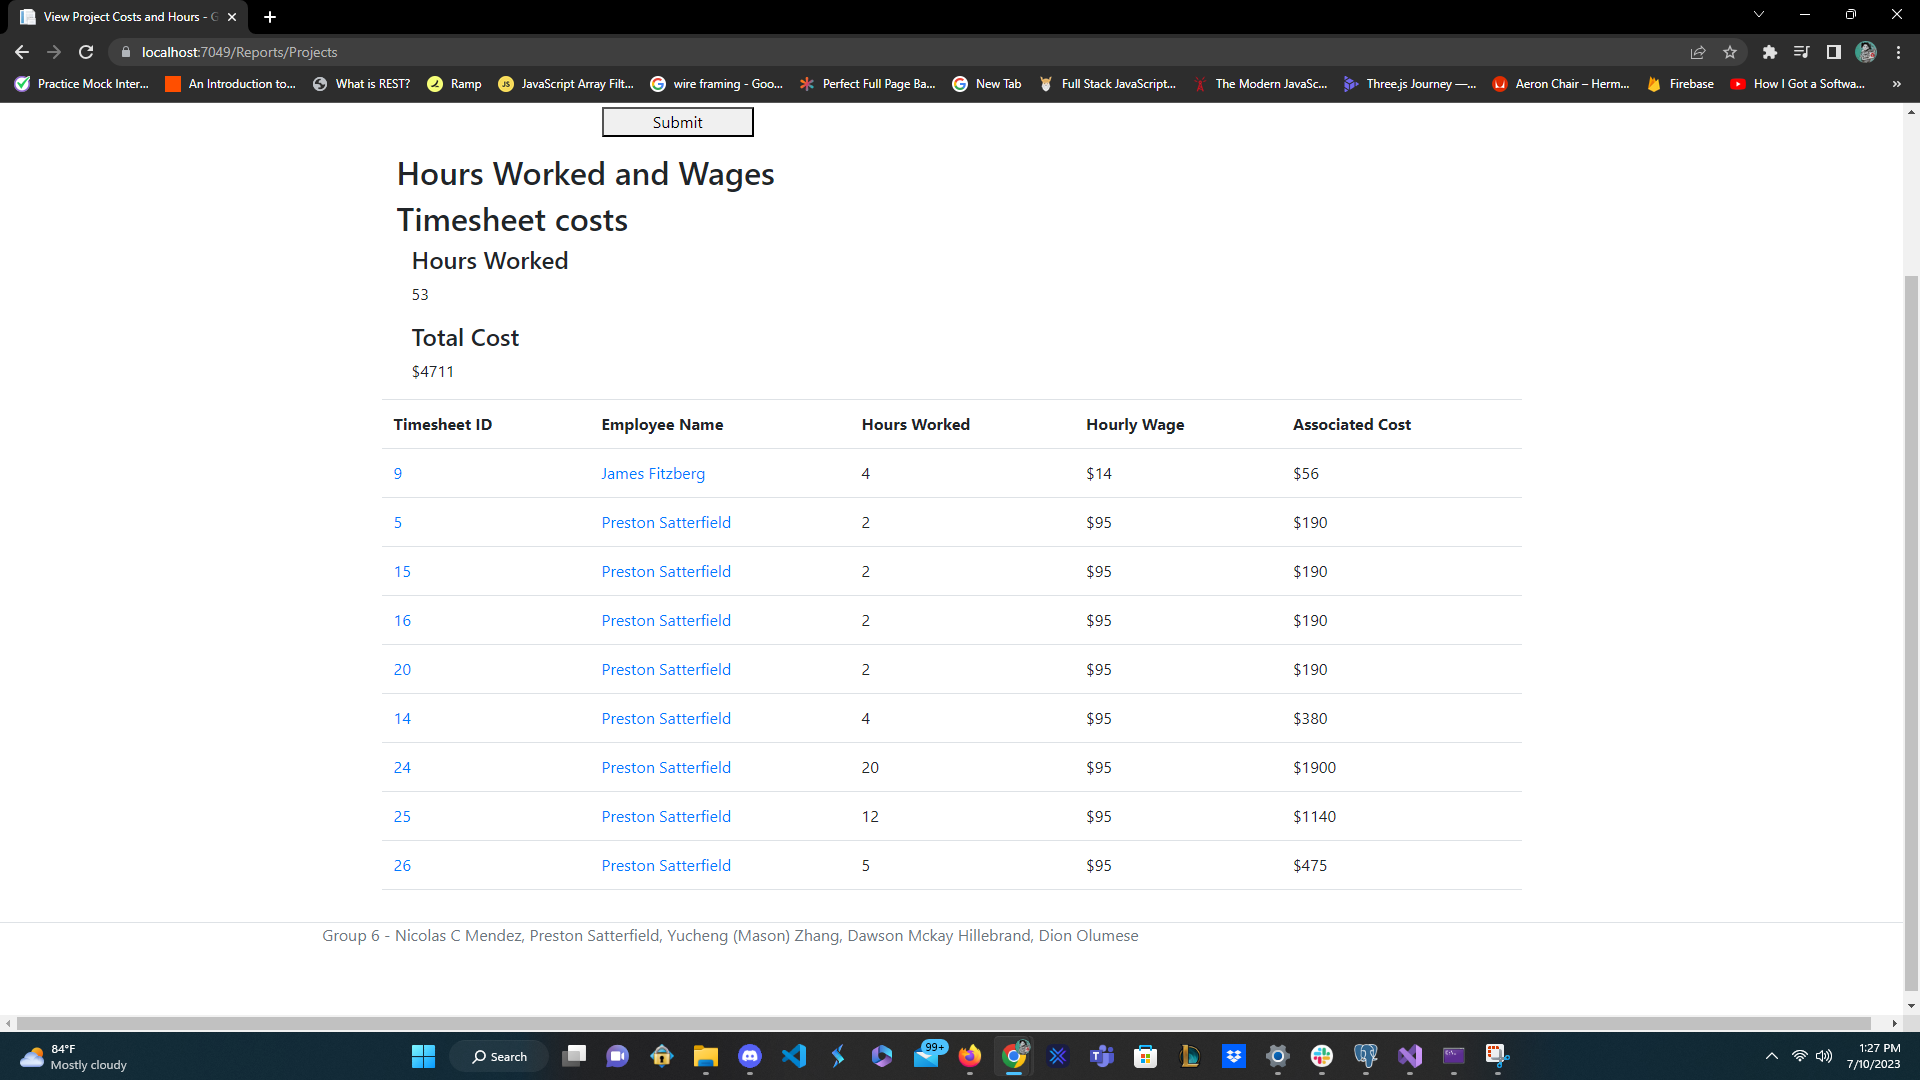 View Project Costs and Hours - G
localhost:7049/Reports/Projects
Practice Mock Inter... An Introduction to... What is REST? Ramp JavaScript Array Filt... wire framing - Goo... Perfect Full Page Ba... New Tab Full Stack JavaScript... The Modern JavaSc... Three.js Journey —... Aeron Chair – Herm... Firebase How I Got a Softwa... »
Submit
Hours Worked and Wages
Timesheet costs
Hours Worked
53
Total Cost
$4711
Timesheet ID Employee Name Hours Worked Hourly Wage Associated Cost
9 James Fitzberg 4 $14 $56
5 Preston Satterfield 2 $95 $190
15 Preston Satterfield 2 $95 $190
16 Preston Satterfield 2 $95 $190
20 Preston Satterfield 2 $95 $190
14 Preston Satterfield 4 $95 $380
24 Preston Satterfield 20 $95 $1900
25 Preston Satterfield 12 $95 $1140
26 Preston Satterfield 5 $95 $475
Group 6 - Nicolas C Mendez, Preston Satterfield, Yucheng (Mason) Zhang, Dawson Mckay Hillebrand, Dion Olumese
84°F
Mostly cloudy
Search
99+
1:27 PM
7/10/2023